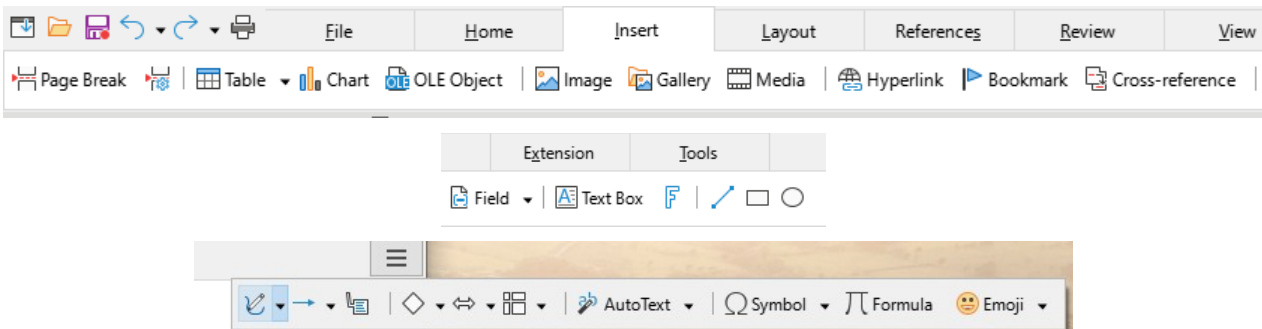 File Home Insert Layout References Review View
Page Break Table Chart OLE OLE Object Image Gallery Media Hyperlink Bookmark Cross-reference
Extension Tools
Field Text Box
AutoText Symbol Formula Emoji